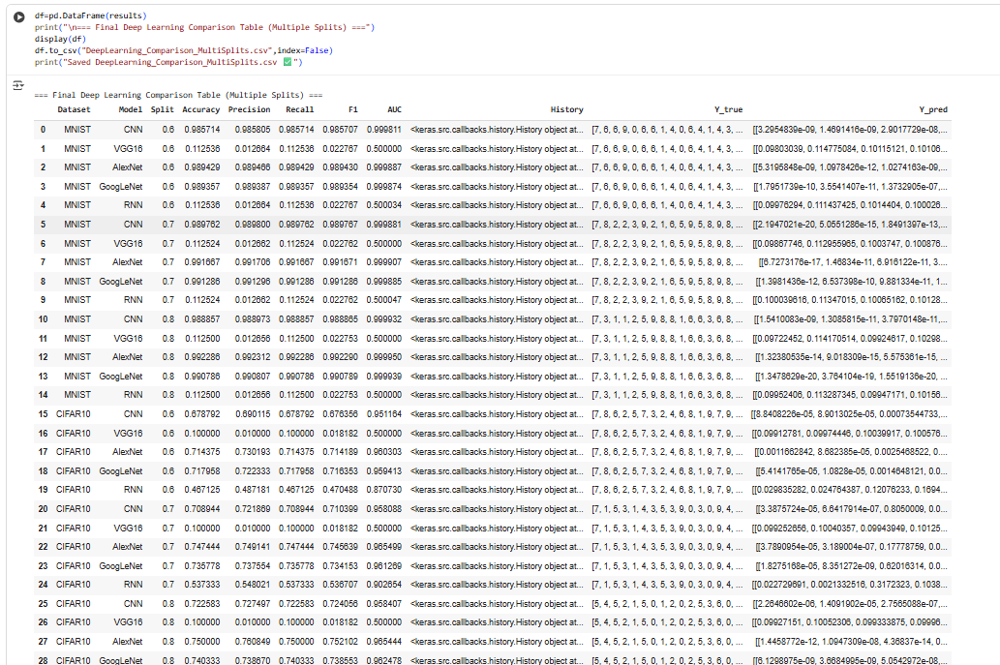 df=pd.DataFrame(results)
print("\n=== Final Deep Learning Comparison Table (Multiple Splits) ===")
display(df)
df.to_csv("DeepLearning_Comparison_MultiSplits.csv",index=False)
print("Saved DeepLearning_Comparison_MultiSplits.csv ✅")
=== Final Deep Learning Comparison Table (Multiple Splits) ===
Dataset Model Split Accuracy Precision Recall F1 AUC History Y_true Y_pred
0 MNIST CNN 0.6 0.985714 0.985805 0.985714 0.985707 0.999811 <keras.src.callbacks.history.History object at... [7, 6, 6, 9, 0, 6, 6, 1, 4, 0, 6, 4, 1, 4, 3, ... [[3.2954839e-09, 1.4691416e-09, 2.9017729e-08,...
1 MNIST VGG16 0.6 0.112536 0.012664 0.112536 0.022767 0.500000 <keras.src.callbacks.history.History object at... [7, 6, 6, 9, 0, 6, 6, 1, 4, 0, 6, 4, 1, 4, 3, ... [[0.09803039, 0.114775084, 0.10115121, 0.10106...
2 MNIST AlexNet 0.6 0.989429 0.989466 0.989429 0.989430 0.999887 <keras.src.callbacks.history.History object at... [7, 6, 6, 9, 0, 6, 6, 1, 4, 0, 6, 4, 1, 4, 3, ... [[5.3195848e-09, 1.0978426e-12, 1.0274163e-09,...
3 MNIST GoogLeNet 0.6 0.989357 0.989387 0.989357 0.989354 0.999874 <keras.src.callbacks.history.History object at... [7, 6, 6, 9, 0, 6, 6, 1, 4, 0, 6, 4, 1, 4, 3, ... [[1.7951739e-10, 3.5541407e-11, 1.3732905e-07,...
4 MNIST RNN 0.6 0.112536 0.012664 0.112536 0.022767 0.500034 <keras.src.callbacks.history.History object at... [7, 6, 6, 9, 0, 6, 6, 1, 4, 0, 6, 4, 1, 4, 3, ... [[0.09976294, 0.111437425, 0.1014404, 0.100026...
5 MNIST CNN 0.7 0.989762 0.989800 0.989762 0.989767 0.999881 <keras.src.callbacks.history.History object at... [7, 8, 2, 2, 3, 9, 2, 1, 6, 5, 9, 5, 8, 9, 8, ... [[2.1947021e-20, 5.0551286e-15, 1.8491397e-13,...
6 MNIST VGG16 0.7 0.112524 0.012662 0.112524 0.022762 0.500000 <keras.src.callbacks.history.History object at... [7, 8, 2, 2, 3, 9, 2, 1, 6, 5, 9, 5, 8, 9, 8, ... [[0.09867746, 0.112955965, 0.1003747, 0.100876...
7 MNIST AlexNet 0.7 0.991667 0.991706 0.991667 0.991671 0.999907 <keras.src.callbacks.history.History object at... [7, 8, 2, 2, 3, 9, 2, 1, 6, 5, 9, 5, 8, 9, 8, ... [[6.7273176e-17, 1.46834e-11, 6.916122e-11, 3....
8 MNIST GoogLeNet 0.7 0.991286 0.991296 0.991286 0.991286 0.999885 <keras.src.callbacks.history.History object at... [7, 8, 2, 2, 3, 9, 2, 1, 6, 5, 9, 5, 8, 9, 8, ... [[1.3981436e-12, 6.537398e-10, 9.881334e-11, 1...
9 MNIST RNN 0.7 0.112524 0.012662 0.112524 0.022762 0.500047 <keras.src.callbacks.history.History object at... [7, 8, 2, 2, 3, 9, 2, 1, 6, 5, 9, 5, 8, 9, 8, ... [[0.100039616, 0.11347015, 0.10065162, 0.10128...
10 MNIST CNN 0.8 0.988857 0.988973 0.988857 0.988865 0.999932 <keras.src.callbacks.history.History object at... [7, 3, 1, 1, 2, 5, 9, 8, 8, 1, 6, 6, 3, 6, 8, ... [[1.5410083e-09, 1.3085815e-11, 3.7970148e-11,...
11 MNIST VGG16 0.8 0.112500 0.012656 0.112500 0.022753 0.500000 <keras.src.callbacks.history.History object at... [7, 3, 1, 1, 2, 5, 9, 8, 8, 1, 6, 6, 3, 6, 8, ... [[0.09722452, 0.114170514, 0.09924617, 0.10298...
12 MNIST AlexNet 0.8 0.992286 0.992312 0.992286 0.992290 0.999950 <keras.src.callbacks.history.History object at... [7, 3, 1, 1, 2, 5, 9, 8, 8, 1, 6, 6, 3, 6, 8, ... [[1.32380535e-14, 9.018309e-15, 5.575361e-15, ...
13 MNIST GoogLeNet 0.8 0.990786 0.990807 0.990786 0.990789 0.999939 <keras.src.callbacks.history.History object at... [7, 3, 1, 1, 2, 5, 9, 8, 8, 1, 6, 6, 3, 6, 8, ... [[1.3478629e-20, 3.764104e-19, 1.5519136e-20, ...
14 MNIST RNN 0.8 0.112500 0.012656 0.112500 0.022753 0.500000 <keras.src.callbacks.history.History object at... [7, 3, 1, 1, 2, 5, 9, 8, 8, 1, 6, 6, 3, 6, 8, ... [[0.09952406, 0.113287345, 0.09947171, 0.10156...
15 CIFAR10 CNN 0.6 0.678792 0.690115 0.678792 0.676356 0.951164 <keras.src.callbacks.history.History object at... [7, 8, 6, 2, 5, 7, 3, 2, 4, 6, 8, 1, 9, 7, 9, ... [[8.8408226e-05, 8.9013025e-05, 0.00073544733,...
16 CIFAR10 VGG16 0.6 0.100000 0.010000 0.100000 0.018182 0.500000 <keras.src.callbacks.history.History object at... [7, 8, 6, 2, 5, 7, 3, 2, 4, 6, 8, 1, 9, 7, 9, ... [[0.09912781, 0.09974446, 0.10039917, 0.100576...
17 CIFAR10 AlexNet 0.6 0.714375 0.730193 0.714375 0.714189 0.960303 <keras.src.callbacks.history.History object at... [7, 8, 6, 2, 5, 7, 3, 2, 4, 6, 8, 1, 9, 7, 9, ... [[0.0011662842, 8.682385e-05, 0.0025468522, 0....
18 CIFAR10 GoogLeNet 0.6 0.717958 0.722333 0.717958 0.716353 0.959413 <keras.src.callbacks.history.History object at... [7, 8, 6, 2, 5, 7, 3, 2, 4, 6, 8, 1, 9, 7, 9, ... [[5.4141765e-05, 1.0828e-05, 0.0014648121, 0.0...
19 CIFAR10 RNN 0.6 0.467125 0.487181 0.467125 0.470488 0.870730 <keras.src.callbacks.history.History object at... [7, 8, 6, 2, 5, 7, 3, 2, 4, 6, 8, 1, 9, 7, 9, ... [[0.029835282, 0.024764387, 0.12076233, 0.1694...
20 CIFAR10 CNN 0.7 0.708944 0.721869 0.708944 0.710399 0.958088 <keras.src.callbacks.history.History object at... [7, 1, 5, 3, 1, 4, 3, 5, 3, 9, 0, 3, 0, 9, 4, ... [[3.3875724e-05, 6.6417914e-07, 0.8050009, 0.0...
21 CIFAR10 VGG16 0.7 0.100000 0.010000 0.100000 0.018182 0.500000 <keras.src.callbacks.history.History object at... [7, 1, 5, 3, 1, 4, 3, 5, 3, 9, 0, 3, 0, 9, 4, ... [[0.099252656, 0.10040357, 0.09943949, 0.10125...
22 CIFAR10 AlexNet 0.7 0.747444 0.749141 0.747444 0.745639 0.965499 <keras.src.callbacks.history.History object at... [7, 1, 5, 3, 1, 4, 3, 5, 3, 9, 0, 3, 0, 9, 4, ... [[3.7890954e-05, 3.189004e-07, 0.17778759, 0.0...
23 CIFAR10 GoogLeNet 0.7 0.735778 0.737554 0.735778 0.734153 0.961269 <keras.src.callbacks.history.History object at... [7, 1, 5, 3, 1, 4, 3, 5, 3, 9, 0, 3, 0, 9, 4, ... [[1.8275168e-05, 8.351272e-09, 0.62016314, 0.0...
24 CIFAR10 RNN 0.7 0.537333 0.548021 0.537333 0.536707 0.902654 <keras.src.callbacks.history.History object at... [7, 1, 5, 3, 1, 4, 3, 5, 3, 9, 0, 3, 0, 9, 4, ... [[0.022729691, 0.0021332516, 0.3172323, 0.1038...
25 CIFAR10 CNN 0.8 0.722583 0.727497 0.722583 0.724056 0.958407 <keras.src.callbacks.history.History object at... [5, 4, 5, 2, 1, 5, 0, 1, 2, 0, 2, 5, 3, 6, 0, ... [[2.2646602e-06, 1.4091902e-05, 2.7565088e-07,...
26 CIFAR10 VGG16 0.8 0.100000 0.010000 0.100000 0.018182 0.500000 <keras.src.callbacks.history.History object at... [5, 4, 5, 2, 1, 5, 0, 1, 2, 0, 2, 5, 3, 6, 0, ... [[0.09927151, 0.10052306, 0.099333875, 0.09996...
27 CIFAR10 AlexNet 0.8 0.750000 0.760849 0.750000 0.752102 0.965444 <keras.src.callbacks.history.History object at... [5, 4, 5, 2, 1, 5, 0, 1, 2, 0, 2, 5, 3, 6, 0, ... [[1.4458772e-12, 1.0947309e-08, 4.36837e-14, 0...
28 CIFAR10 GoogLeNet 0.8 0.740333 0.738670 0.740333 0.738553 0.962478 <keras.src.callbacks.history.History object at... [5, 4, 5, 2, 1, 5, 0, 1, 2, 0, 2, 5, 3, 6, 0, ... [[6.1298975e-09, 3.6684995e-09, 5.0542972e-08,...